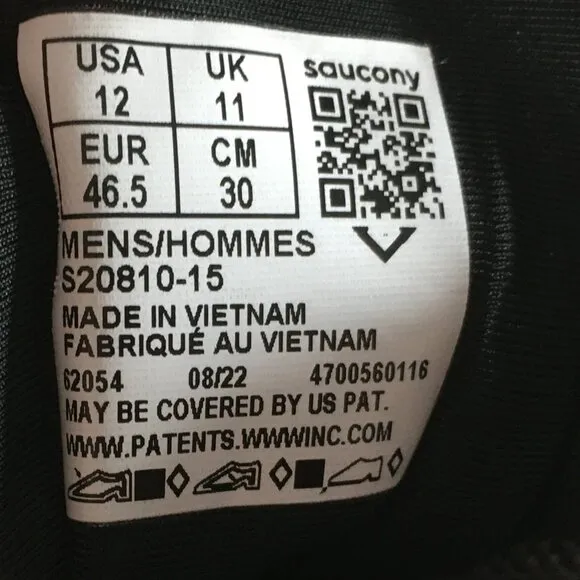 USA UK saucony
12 11
EUR CM
46.5 30
MENS/HOMMES
S20810-15
MADE IN VIETNAM
FABRIQUÉ AU VIETNAM
62054 08/22 4700560116
MAY BE COVERED BY US PAT.
WWW.PATENTS.WWWINC.COM